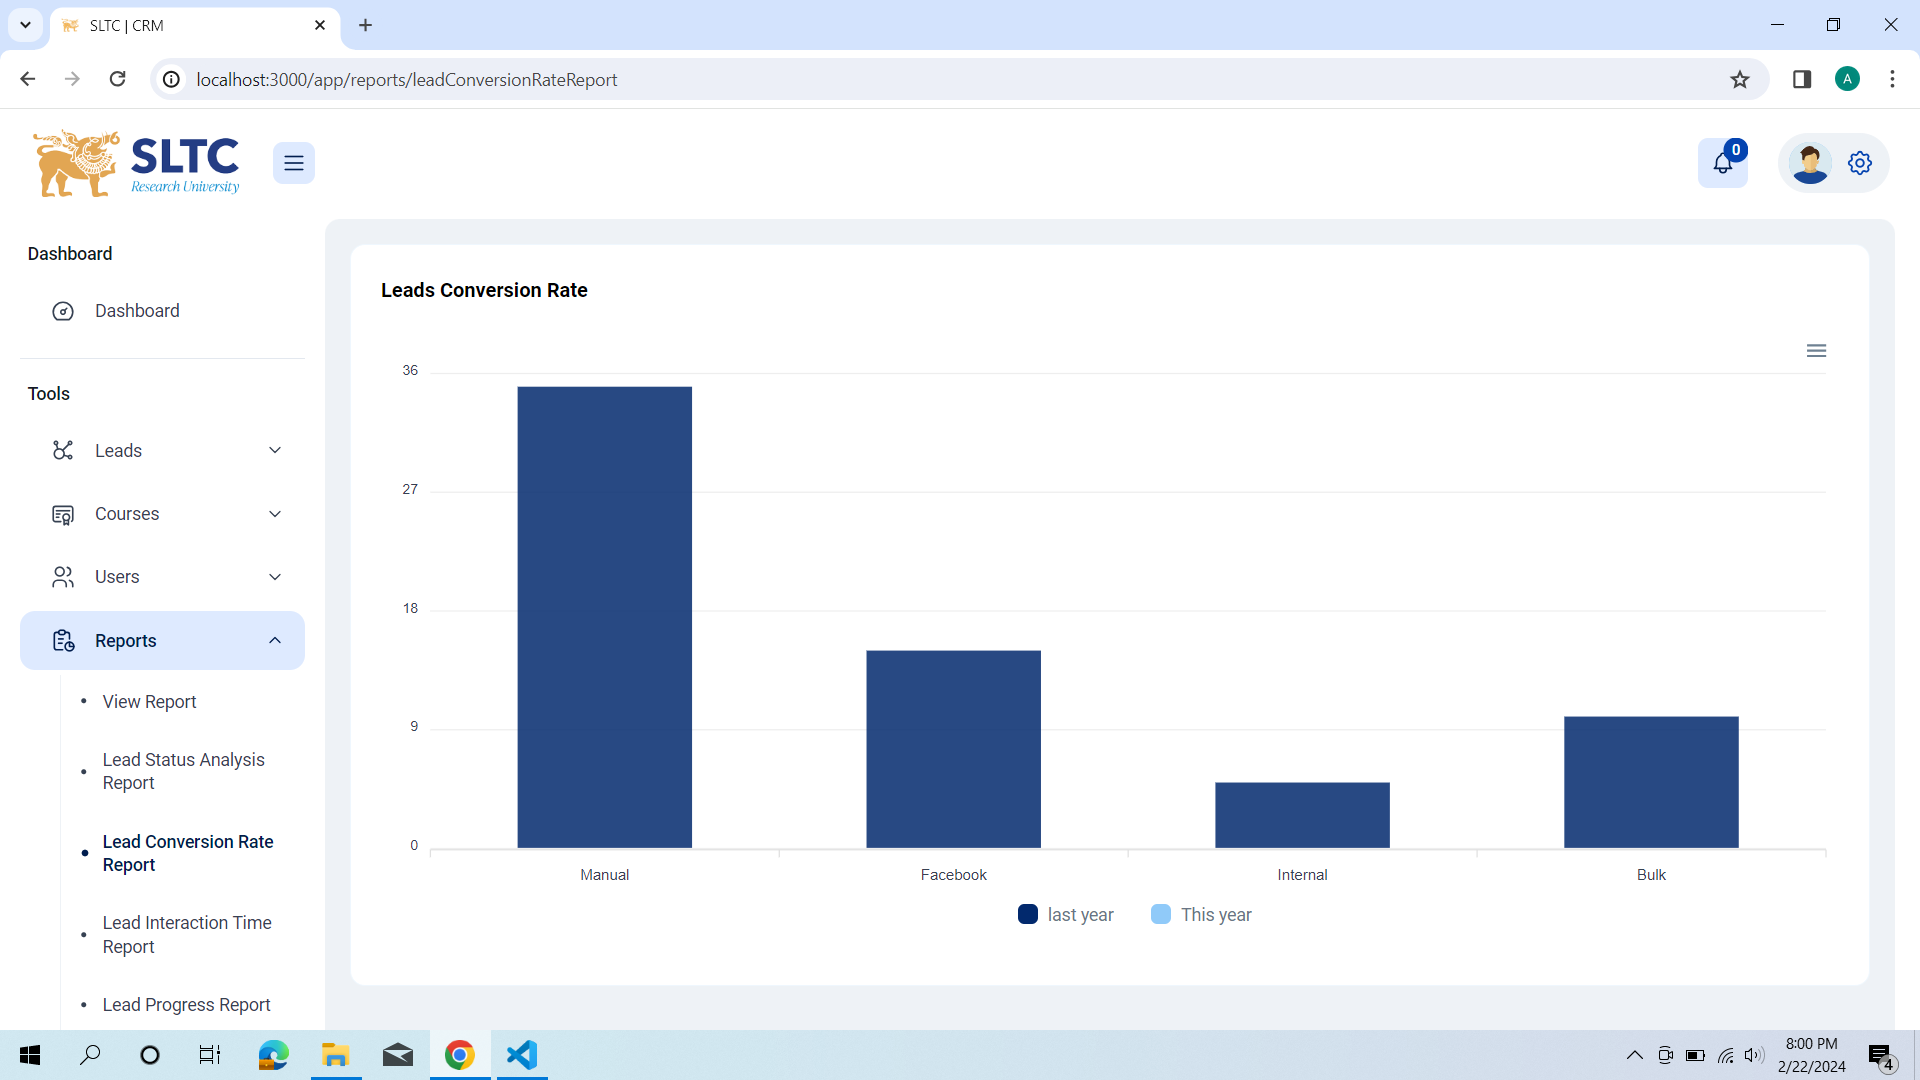 SLTC | CRM
localhost:3000/app/reports/leadConversionRateReport
A
SLTC
Research University
0
Dashboard
Dashboard
Tools
Leads
Courses
Users
Reports
View Report
Lead Status Analysis
Report
Lead Conversion Rate
Report
Lead Interaction Time
Report
Lead Progress Report
Leads Conversion Rate
36
27
18
9
0
Manual
Facebook
Internal
Bulk
last year
This year
8:00 PM
2/22/2024
4